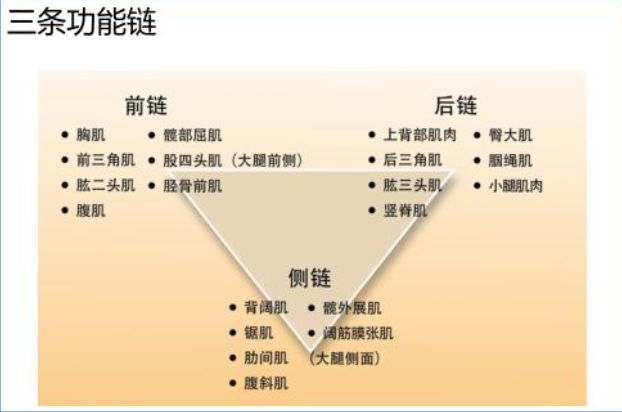 三条功能链
前链
● 胸肌 ● 髋部屈肌
● 前三角肌 ● 股四头肌（大腿前侧）
● 肱二头肌 ● 胫骨前肌
● 腹肌
后链
● 上背部肌肉 ● 臀大肌
● 后三角肌 ● 腘绳肌
● 肱三头肌 ● 小腿肌肉
● 竖脊肌
侧链
● 背阔肌 ● 髋外展肌
● 锯肌 ● 阔筋膜张肌
● 肋间肌 （大腿侧面）
● 腹斜肌